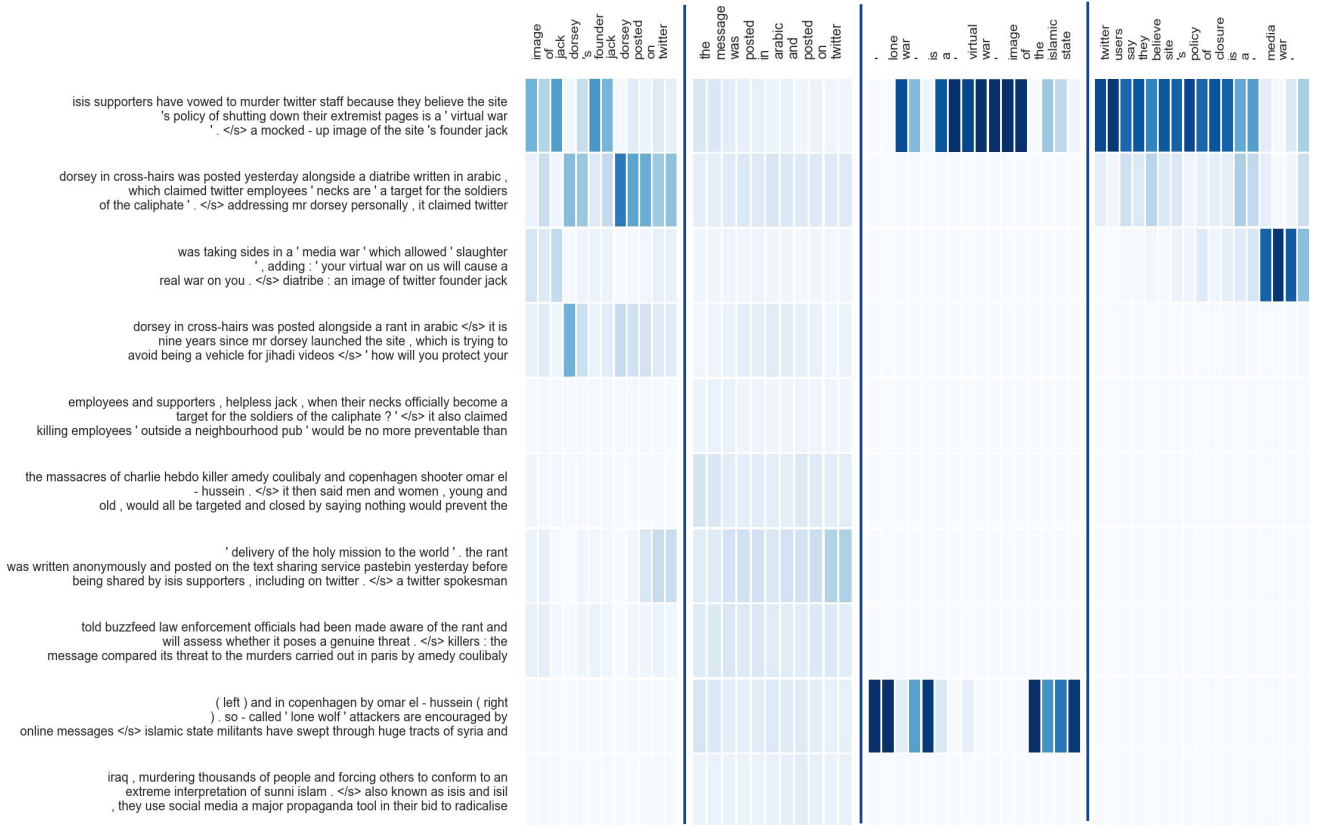 image
of
jack
dorsey
's
founder
jack
dorsey
posted
on
twitter
the
message
was
posted
in
arabic
and
posted
on
twitter
'
lone
war
'
is
a
'
virtual
war
'
image
of
the
islamic
state
twitter
users
say
they
believe
site
's
policy
of
closure
is
a
'
media
war
'
isis supporters have vowed to murder twitter staff because they believe the site
's policy of shutting down their extremist pages is a ' virtual war
' . </s> a mocked - up image of the site 's founder jack
dorsey in cross-hairs was posted yesterday alongside a diatribe written in arabic ,
which claimed twitter employees ' necks are ' a target for the soldiers
of the caliphate ' . </s> addressing mr dorsey personally , it claimed twitter
was taking sides in a ' media war ' which allowed ' slaughter
' , adding : ' your virtual war on us will cause a
real war on you . </s> diatribe : an image of twitter founder jack
dorsey in cross-hairs was posted alongside a rant in arabic </s> it is
nine years since mr dorsey launched the site , which is trying to
avoid being a vehicle for jihadi videos </s> ' how will you protect your
employees and supporters , helpless jack , when their necks officially become a
target for the soldiers of the caliphate ? ' </s> it also claimed
killing employees ' outside a neighbourhood pub ' would be no more preventable than
the massacres of charlie hebdo killer amedy coulibaly and copenhagen shooter omar el
- hussein . </s> it then said men and women , young and
old , would all be targeted and closed by saying nothing would prevent the
' delivery of the holy mission to the world ' . the rant
was written anonymously and posted on the text sharing service pastebin yesterday before
being shared by isis supporters , including on twitter . </s> a twitter spokesman
told buzzfeed law enforcement officials had been made aware of the rant and
will assess whether it poses a genuine threat . </s> killers : the
message compared its threat to the murders carried out in paris by amedy coulibaly
( left ) and in copenhagen by omar el - hussein ( right
) . so - called ' lone wolf ' attackers are encouraged by
online messages </s> islamic state militants have swept through huge tracts of syria and
iraq , murdering thousands of people and forcing others to conform to an
extreme interpretation of sunni islam . </s> also known as isis and isil
, they use social media a major propaganda tool in their bid to radicalise